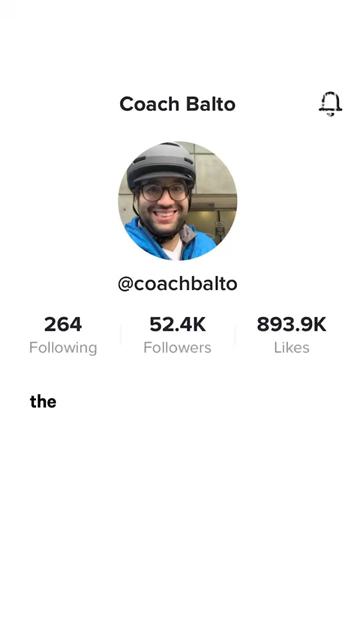 Coach Balto
@coachbalto
264 52.4K 893.9K
Following Followers Likes
the